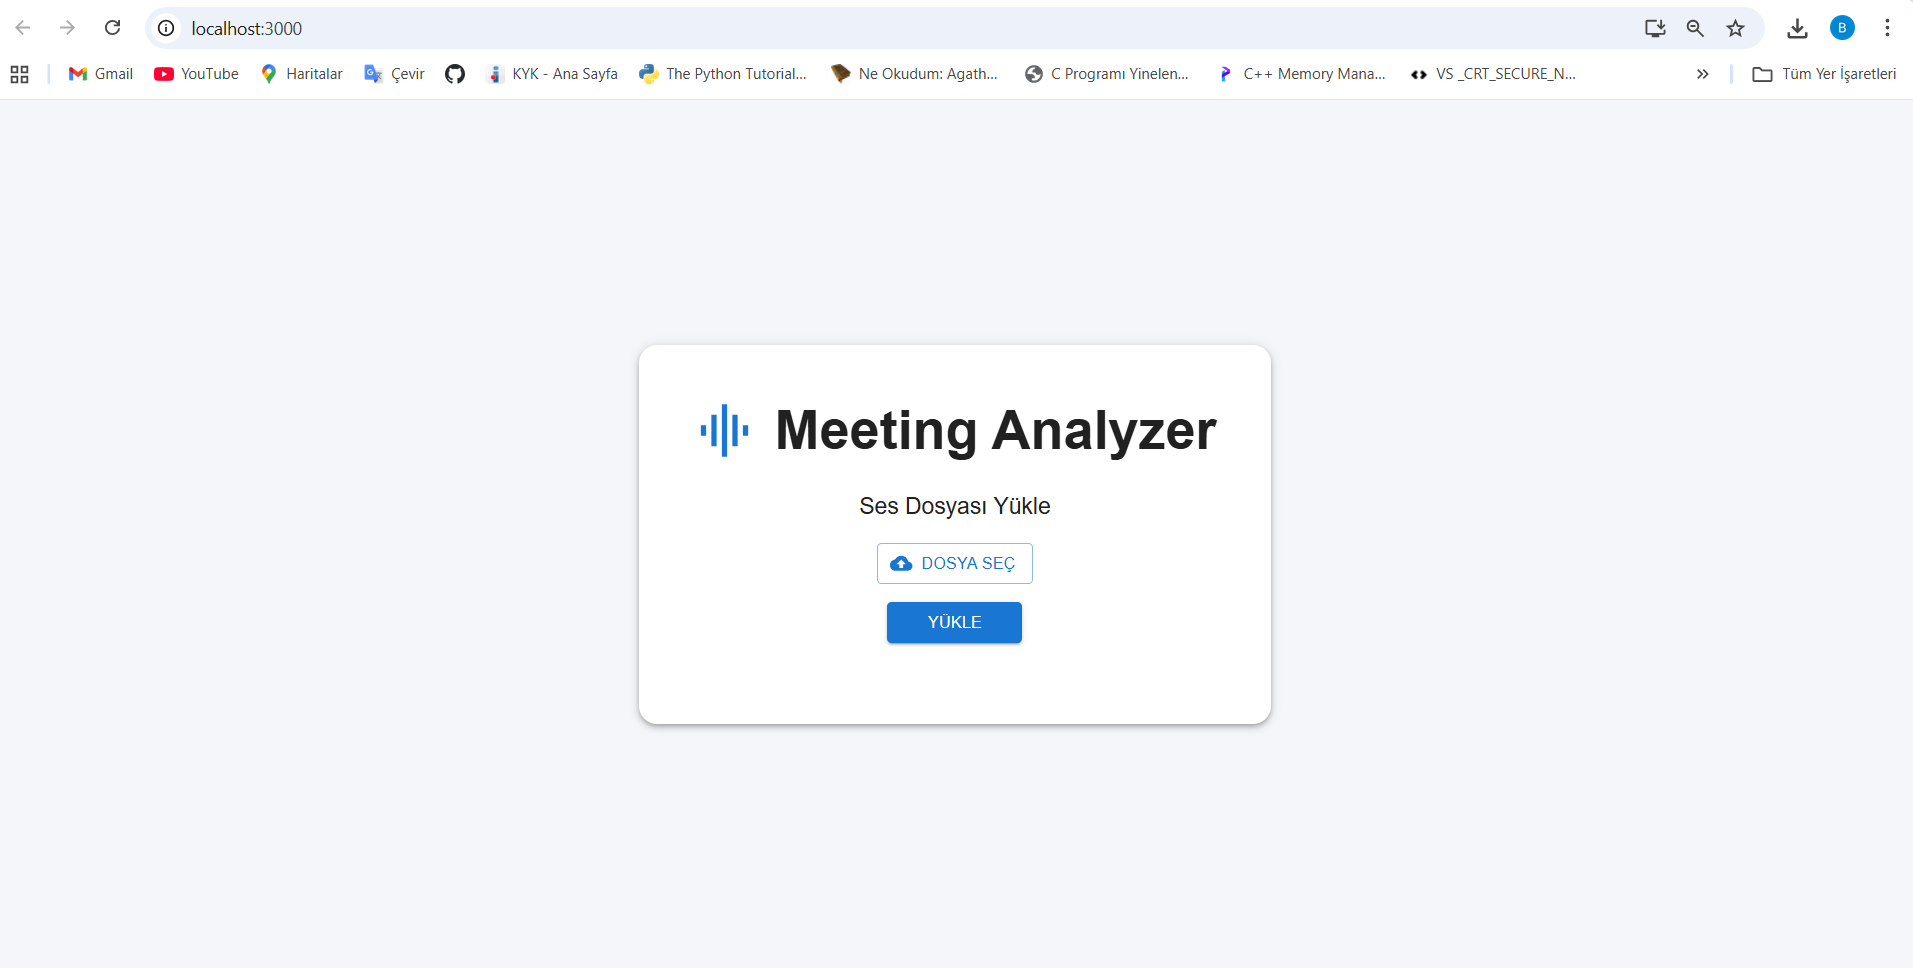 localhost:3000
B
Gmail YouTube Haritalar Çevir KYK - Ana Sayfa The Python Tutorial... Ne Okudum: Agath... C Programı Yinelen... C++ Memory Mana... VS _CRT_SECURE_N... Tüm Yer İşaretleri
Meeting Analyzer
Ses Dosyası Yükle
DOSYA SEÇ
YÜKLE